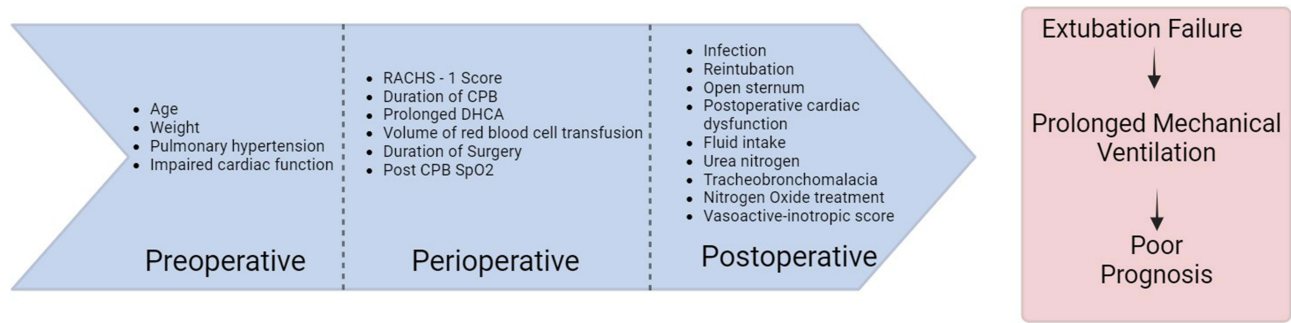 Age
Weight
Pulmonary hypertension
Impaired cardiac function
Preoperative
RACHS - 1 Score
Duration of CPB
Prolonged DHCA
Volume of red blood cell transfusion
Duration of Surgery
Post CPB SpO2
Perioperative
Infection
Reintubation
Open sternum
Postoperative cardiac
dysfunction
Fluid intake
Urea nitrogen
Tracheobronchomalacia
Nitrogen Oxide treatment
Vasoactive-inotropic score
Postoperative
Extubation Failure
Prolonged Mechanical
Ventilation
Poor
Prognosis